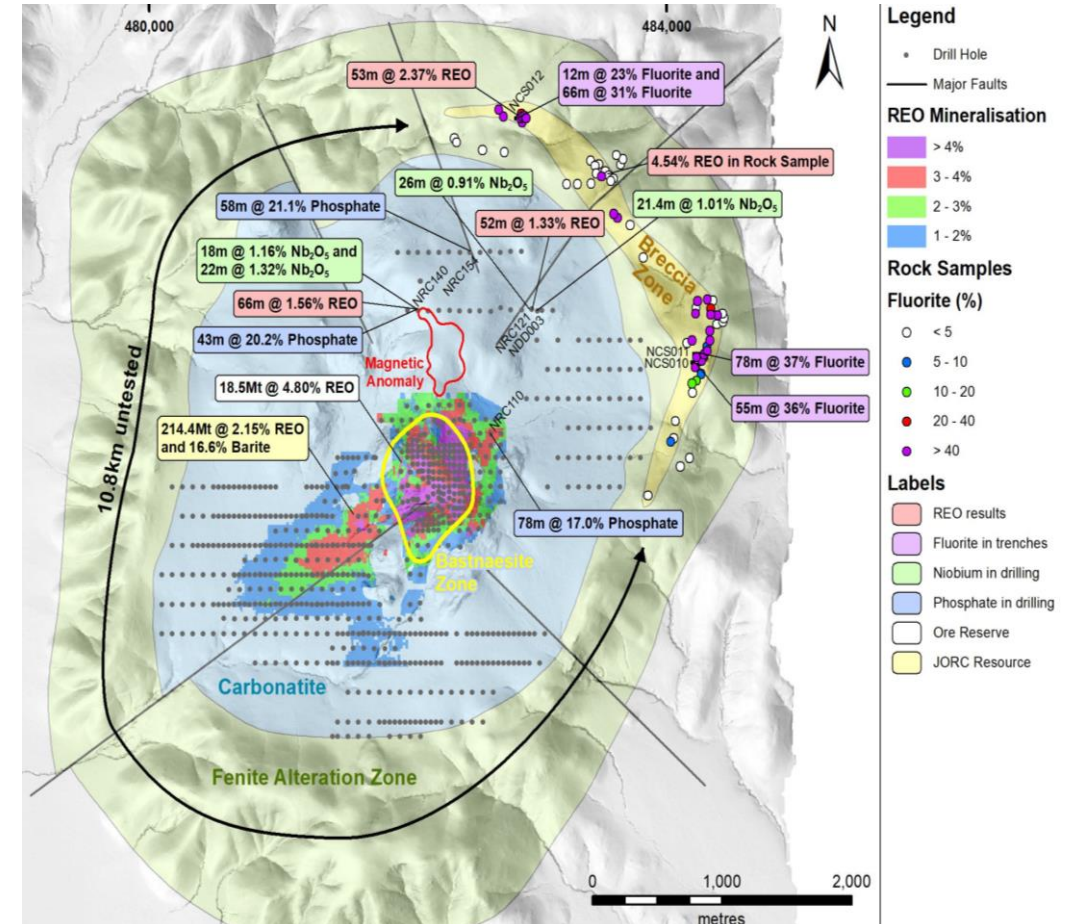 480,000
484,000
N
53m @ 2.37% REO
NCS012
12m @ 23% Fluorite and
66m @ 31% Fluorite
4.54% REO in Rock Sample
26m @ 0.91% Nb₂O₅
58m @ 21.1% Phosphate
21.4m @ 1.01% Nb₂O₅
52m @ 1.33% REO
18m @ 1.16% Nb₂O₅ and
22m @ 1.32% Nb₂O₅
Breccia
Zone
NRC140
NRC154
66m @ 1.56% REO
43m @ 20.2% Phosphate
NRC121
NDD003
Magnetic
Anomaly
NCS011
NCS010
78m @ 37% Fluorite
18.5Mt @ 4.80% REO
55m @ 36% Fluorite
NRC110
214.4Mt @ 2.15% REO
and 16.6% Barite
10.8km untested
78m @ 17.0% Phosphate
Bastnaesite
Zone
Carbonatite
Fenite Alteration Zone
0
1,000
2,000
metres
Legend
Drill Hole
Major Faults
REO Mineralisation
> 4%
3 - 4%
2 - 3%
1 - 2%
Rock Samples
Fluorite (%)
< 5
5 - 10
10 - 20
20 - 40
> 40
Labels
REO results
Fluorite in trenches
Niobium in drilling
Phosphate in drilling
Ore Reserve
JORC Resource